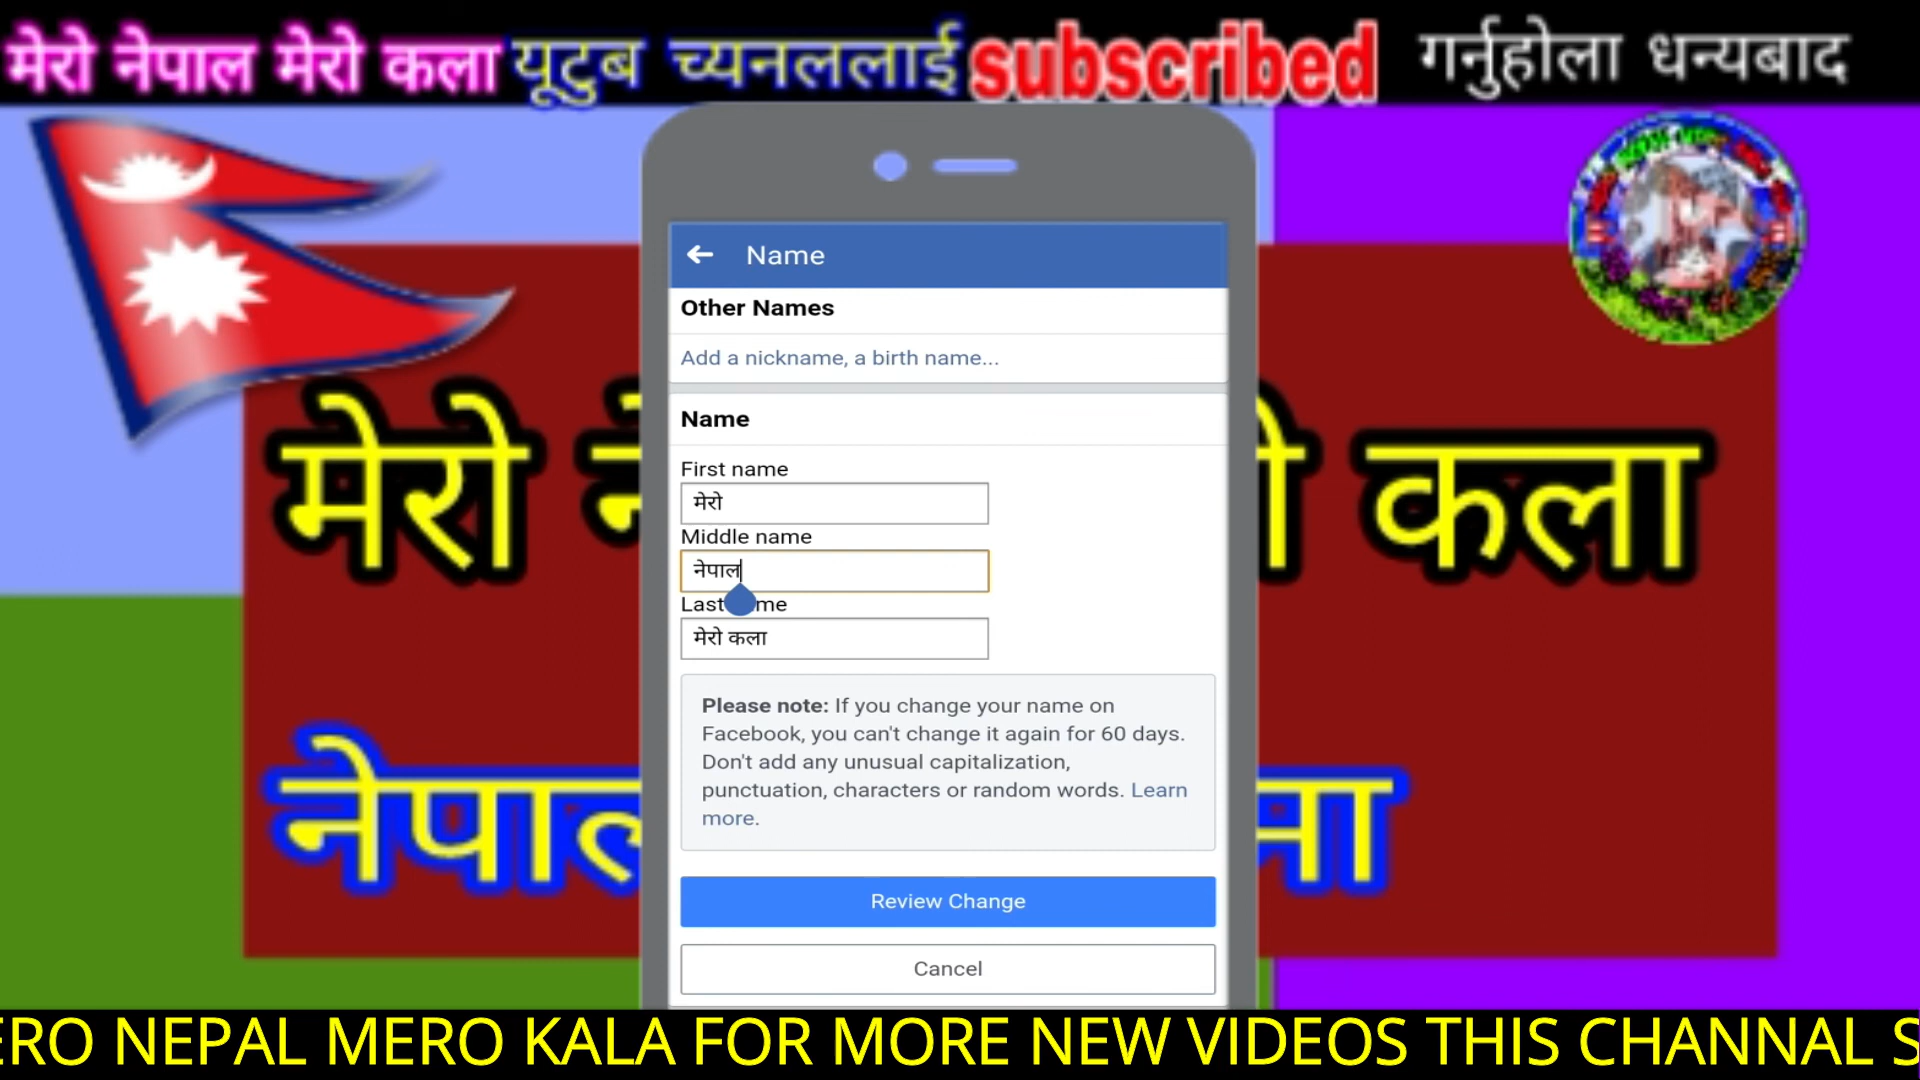 मेरो नेपाल मेरो कला यूटुब च्यनललाई subscribed गर्नुहोला धन्यबाद
Name
Other Names
Add a nickname, a birth name...
Name
First name
मेरो
Middle name
नेपाल
Last me
मेरो कला
मेरो कला
Please note: If you change your name on
Facebook, you can't change it again for 60 days.
Don't add any unusual capitalization,
punctuation, characters or random words. Learn
more.
नेपाल
Review Change
Cancel
ERO NEPAL MERO KALA FOR MORE NEW VIDEOS THIS CHANNAL S